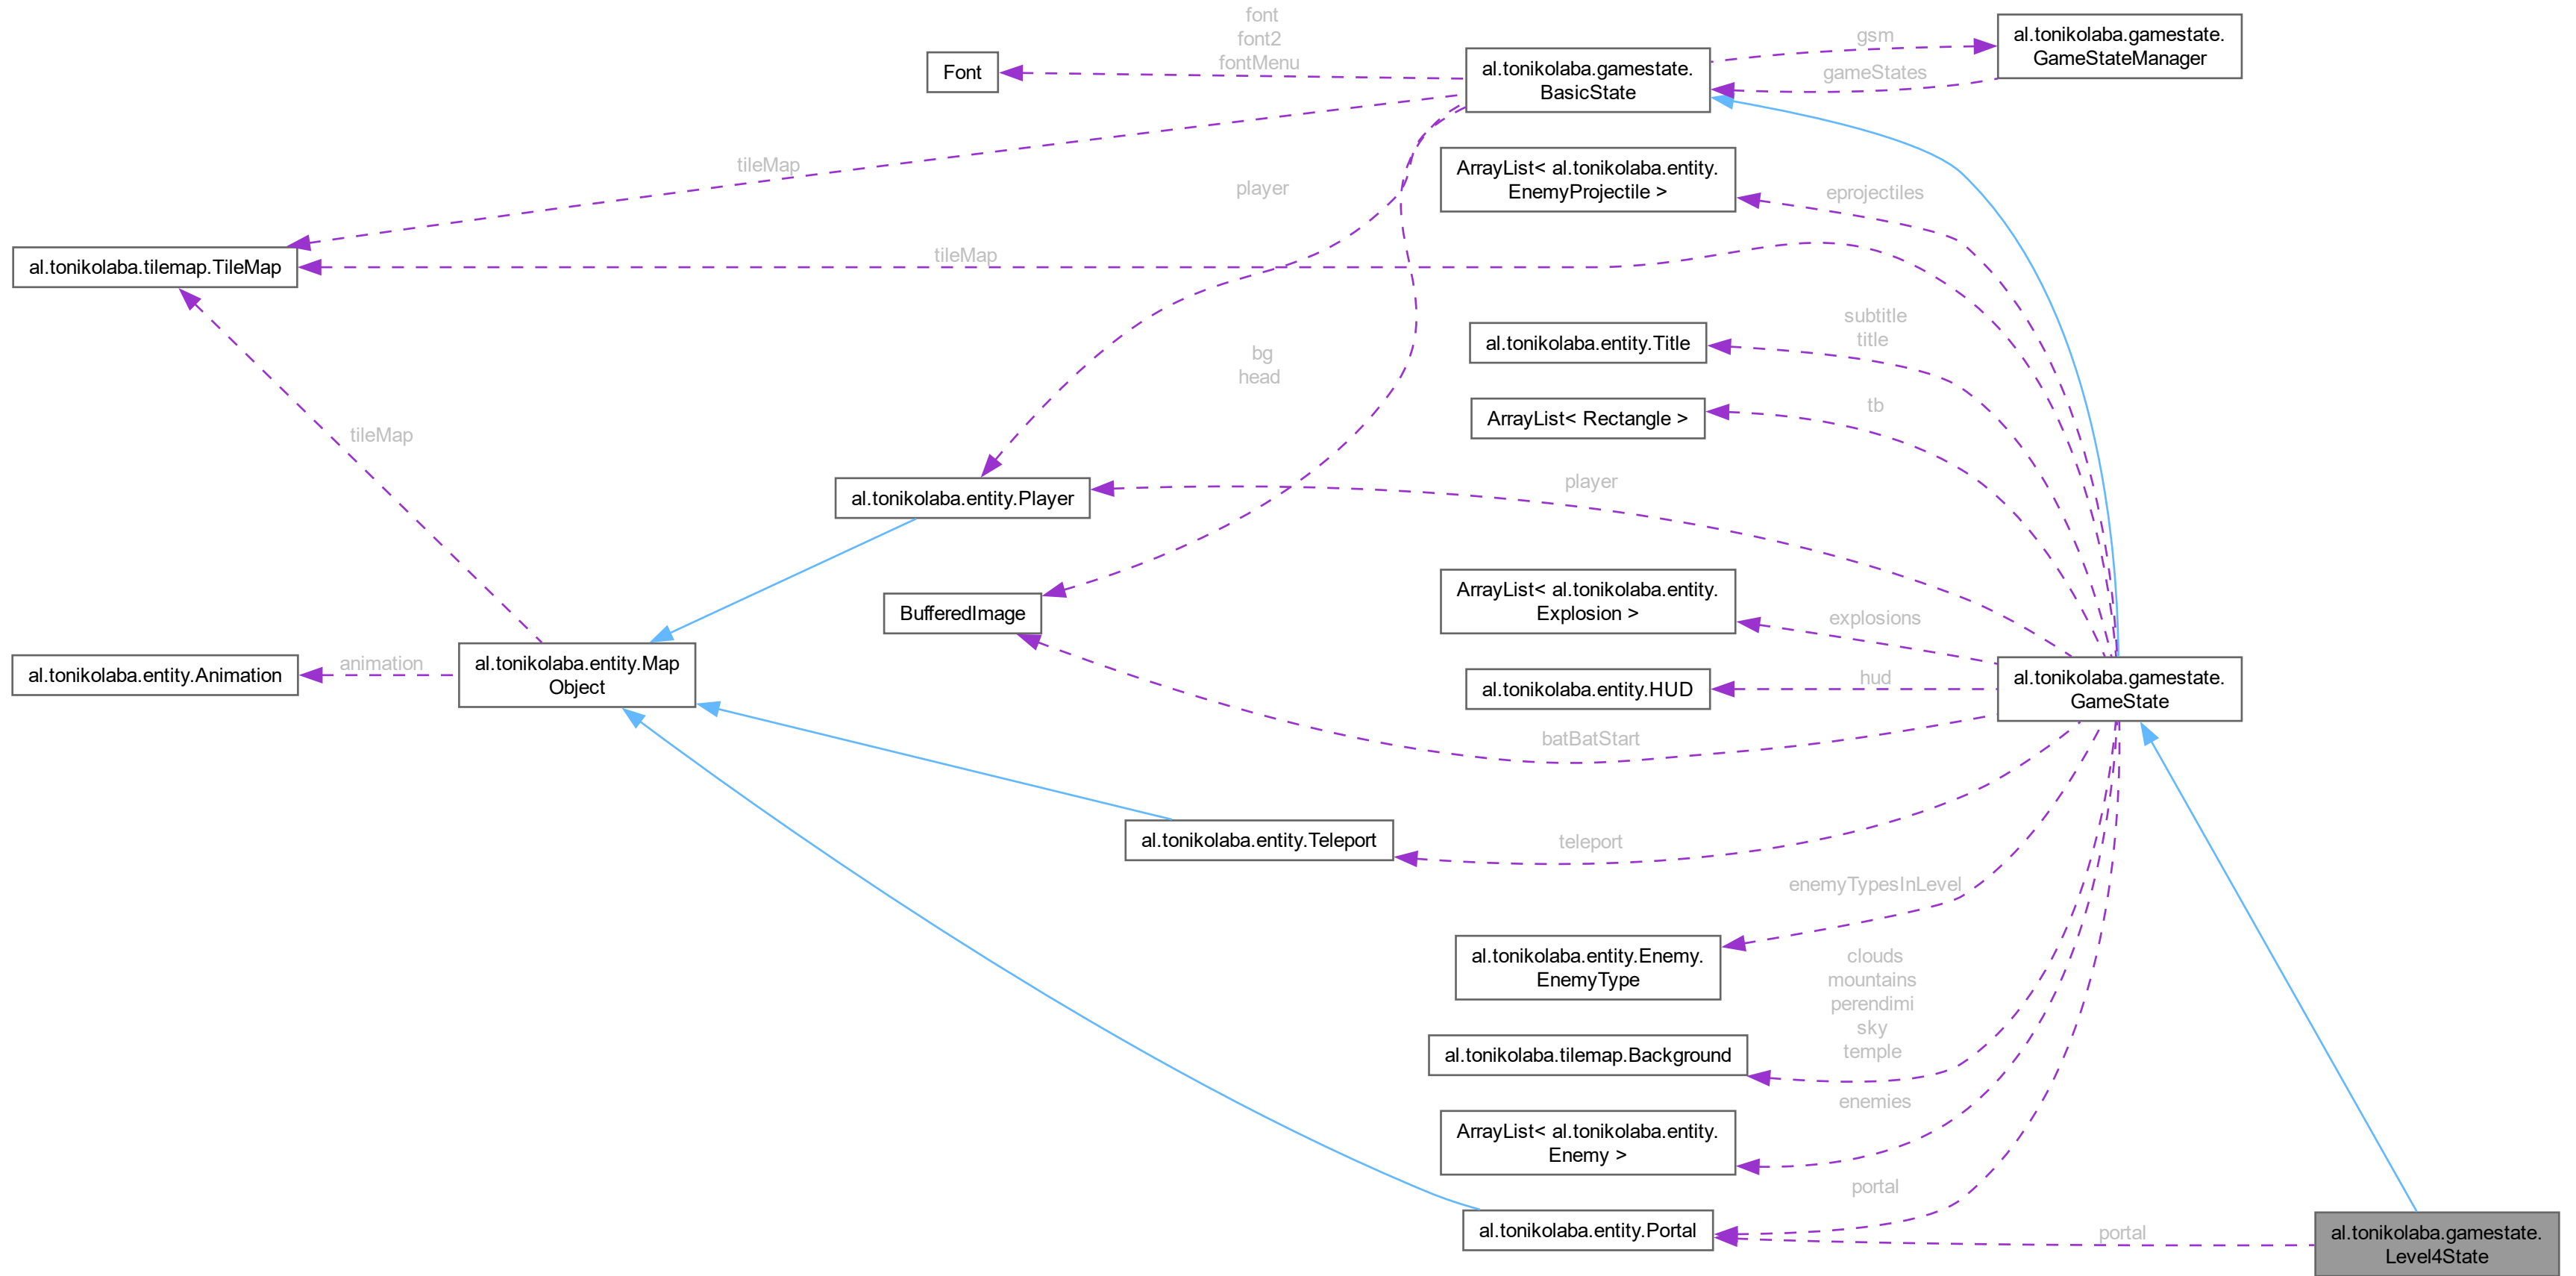 font
font2
fontMenu
Font
al.tonikolaba.gamestate.
BasicState
gsm
gameStates
al.tonikolaba.gamestate.
GameStateManager
tileMap
player
ArrayList< al.tonikolaba.entity.
EnemyProjectile >
eprojectiles
al.tonikolaba.tilemap.TileMap
tileMap
bg
head
al.tonikolaba.entity.Title
subtitle
title
ArrayList< Rectangle >
tb
tileMap
al.tonikolaba.entity.Player
player
BufferedImage
ArrayList< al.tonikolaba.entity.
Explosion >
explosions
al.tonikolaba.entity.Animation
animation
al.tonikolaba.entity.Map
Object
al.tonikolaba.entity.HUD
hud
al.tonikolaba.gamestate.
GameState
batBatStart
al.tonikolaba.entity.Teleport
teleport
enemyTypesInLevel
al.tonikolaba.entity.Enemy.
EnemyType
clouds
mountains
perendimi
sky
temple
al.tonikolaba.tilemap.Background
enemies
ArrayList< al.tonikolaba.entity.
Enemy >
portal
al.tonikolaba.entity.Portal
portal
al.tonikolaba.gamestate.
Level4State